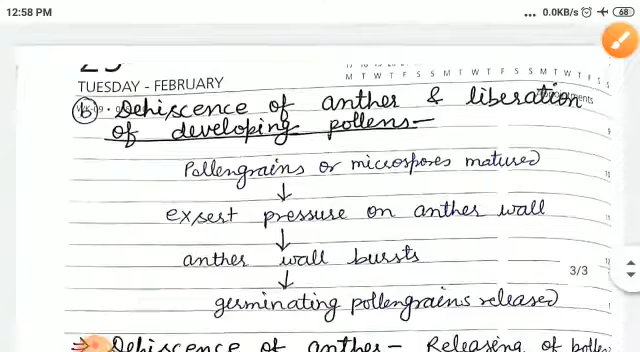 12:58 PM ... 0.0KB/s 68
TUESDAY - FEBRUARY
M T W T F S S M T W T F S S M T W T F S S
(b) Dehiscence of anther & liberation
of developing pollens—
Pollengrains or microspores matured
↓
exsert pressure on anther wall
↓
anther wall bursts
↓
germinating pollengrains released
3/3
⇒ Dehiscence of anther – Releasing of pollen